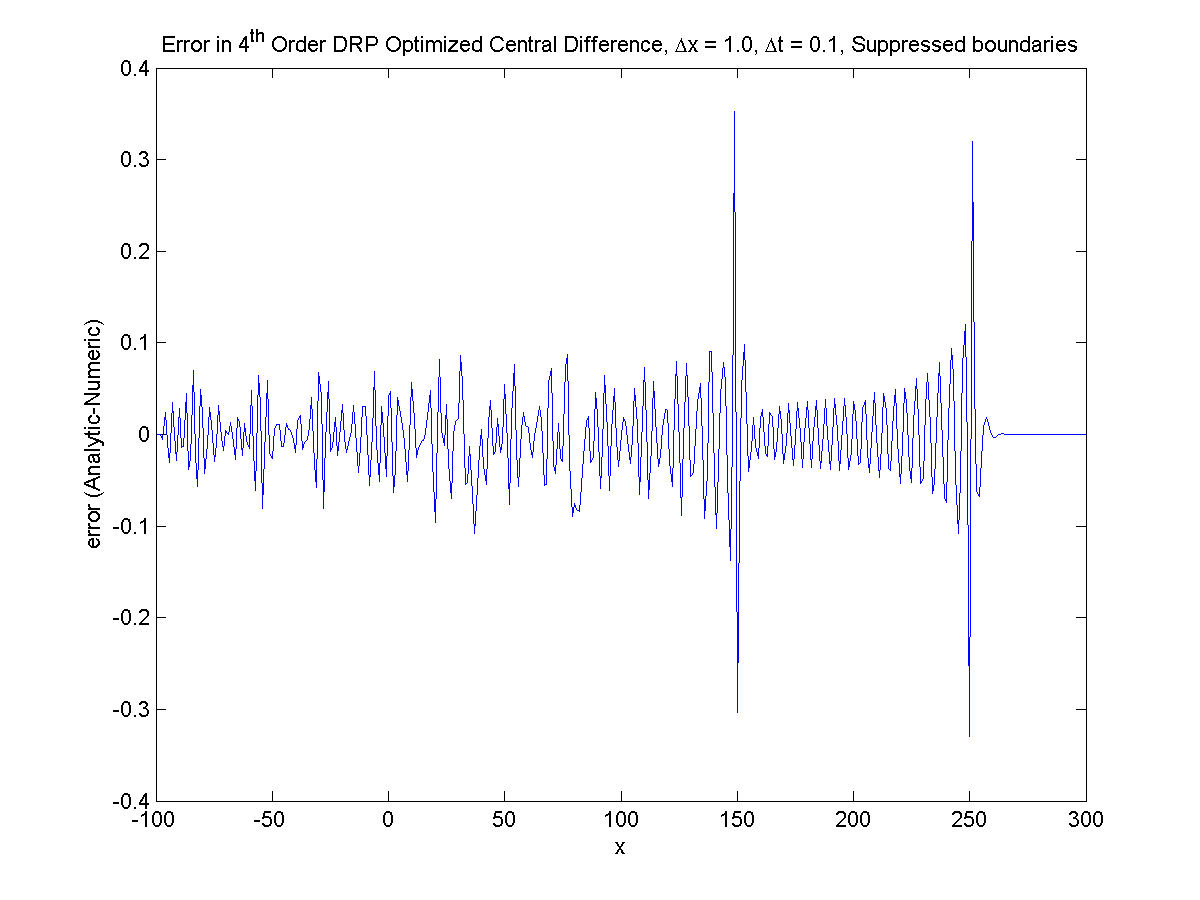 Error in 4th Order DRP Optimized Central Difference, Δx = 1.0, Δt = 0.1, Suppressed boundaries
0.4
0.3
0.2
0.1
0
-0.1
-0.2
-0.3
-0.4
error (Analytic-Numeric)
-100 -50 0 50 100 150 200 250 300
x